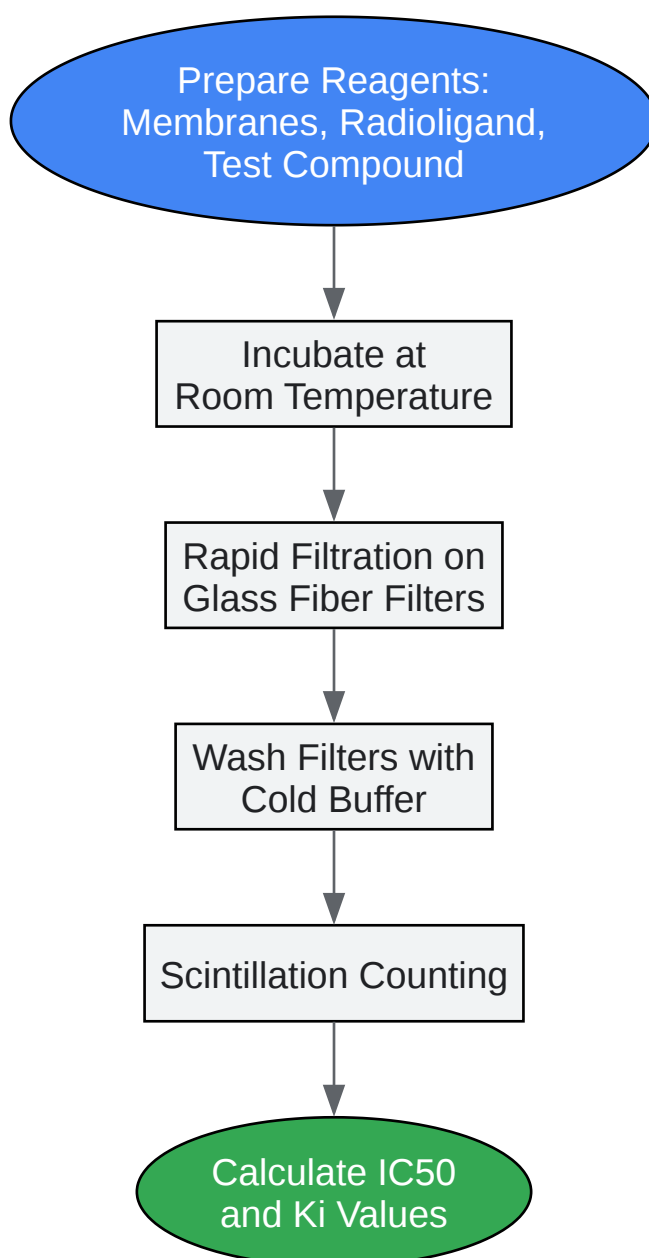 Prepare Reagents:
Membranes, Radioligand,
Test Compound
Incubate at
Room Temperature
Rapid Filtration on
Glass Fiber Filters
Wash Filters with
Cold Buffer
Scintillation Counting
Calculate IC50
and Ki Values